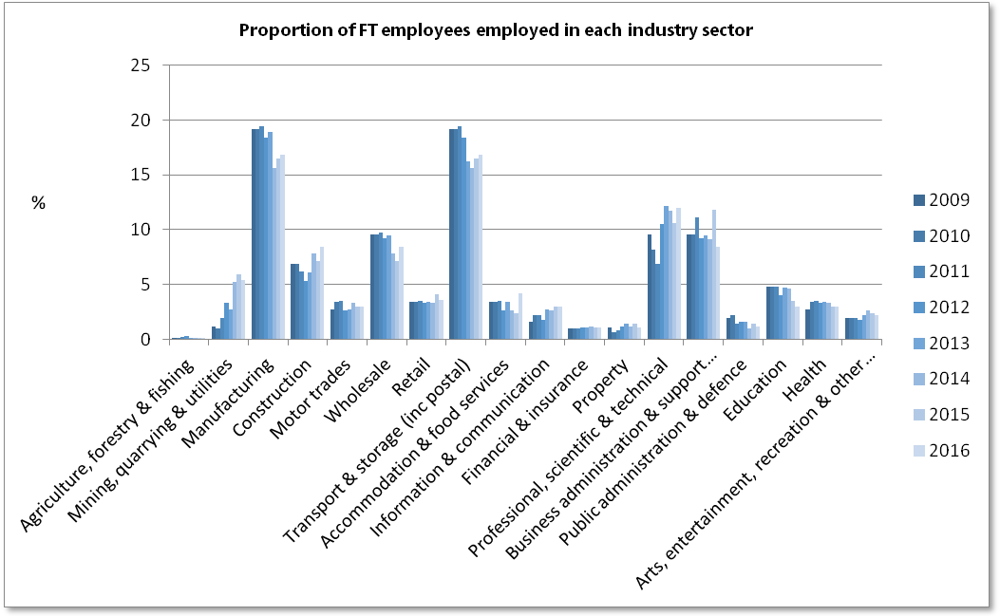 Proportion of FT employees employed in each industry sector
25
20
15
10
5
0
%
Agriculture, forestry & fishing
Mining, quarrying & utilities
Manufacturing
Construction
Motor trades
Wholesale
Retail
Transport & storage (inc postal)
Accommodation & food services
Information & communication
Financial & insurance
Property
Professional, scientific & technical
Business administration & support...
Public administration & defence
Education
Health
Arts, entertainment, recreation & other...
2009
2010
2011
2012
2013
2014
2015
2016